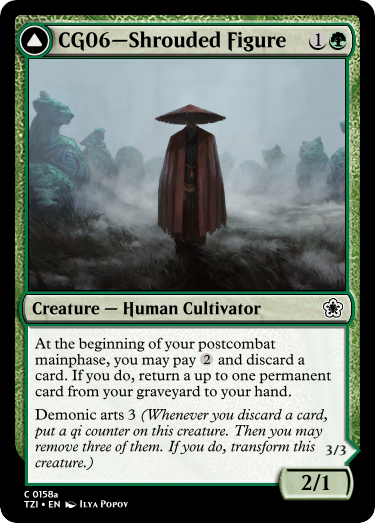 CG06—Shrouded Figure 1
Creature — Human Cultivator
At the beginning of your postcombat
mainphase, you may pay 2 and discard a
card. If you do, return a up to one permanent
card from your graveyard to your hand.
Demonic arts 3 (Whenever you discard a card,
put a qi counter on this creature. Then you may
remove three of them. If you do, transform this
creature.)
3/3
2/1
C 0158a
TZI • EN Ilya Popov